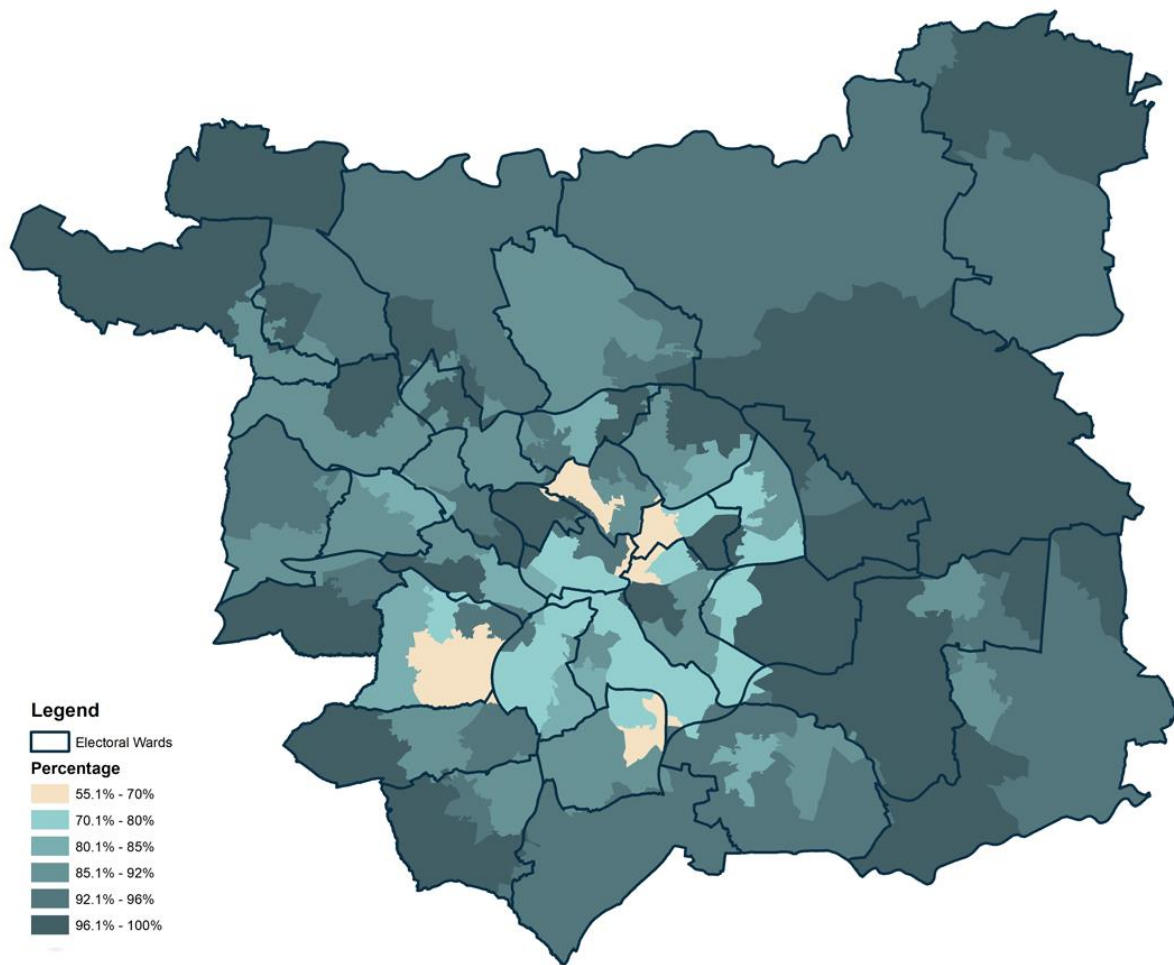 Legend
Electoral Wards
Percentage
55.1% - 70%
70.1% - 80%
80.1% - 85%
85.1% - 92%
92.1% - 96%
96.1% - 100%